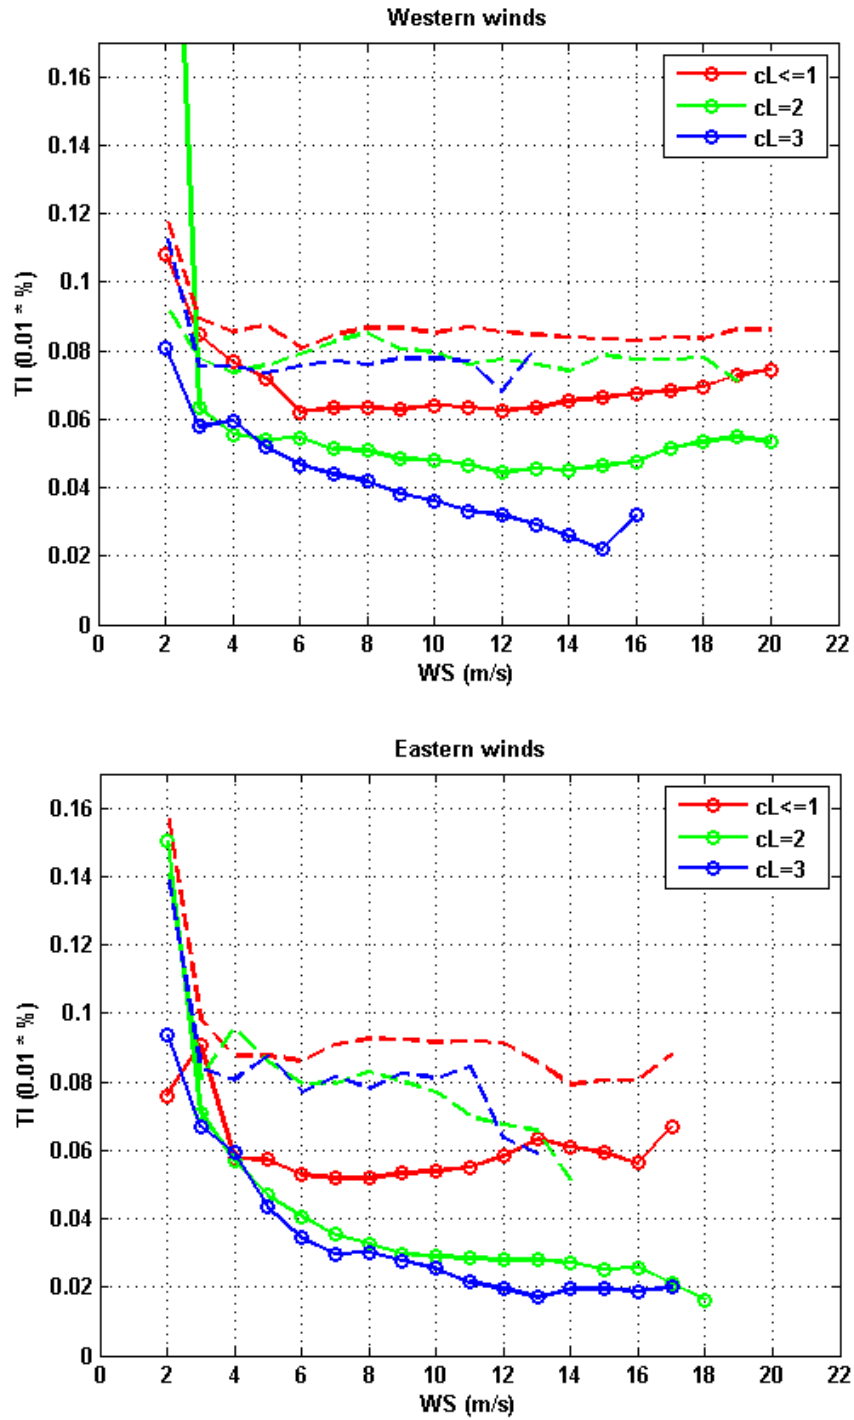 Western winds
0.16
0.14
0.12
0.1
0.08
0.06
0.04
0.02
0
TI (0.01 * %)
cL<=1
cL=2
cL=3
0 2 4 6 8 10 12 14 16 18 20 22
WS (m/s)
Eastern winds
0.16
0.14
0.12
0.1
0.08
0.06
0.04
0.02
0
TI (0.01 * %)
cL<=1
cL=2
cL=3
0 2 4 6 8 10 12 14 16 18 20 22
WS (m/s)